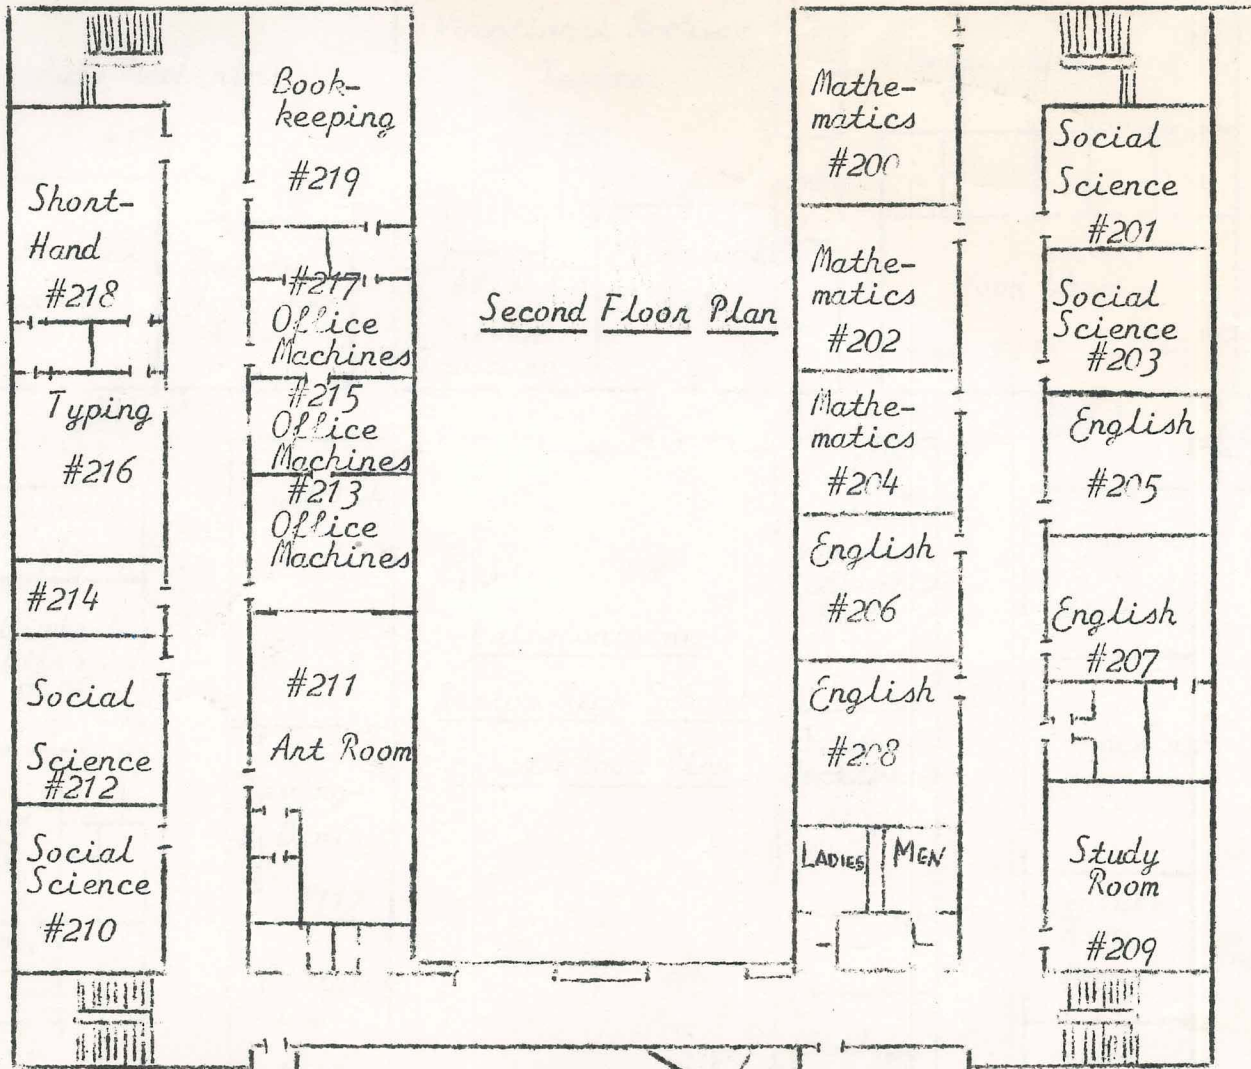 Second Floor Plan
Book-
keeping
#219
Short-
Hand
#218
#217
Office
Machines
Typing
#216
#215
Office
Machines
#213
Office
Machines
#214
#211
Art Room
Social
Science
#212
Social
Science
#210
Mathe-
matics
#200
Mathe-
matics
#202
Mathe-
matics
#204
English
#206
English
#208
LADIES
MEN
Social
Science
#201
Social
Science
#203
English
#205
English
#207
Study
Room
#209